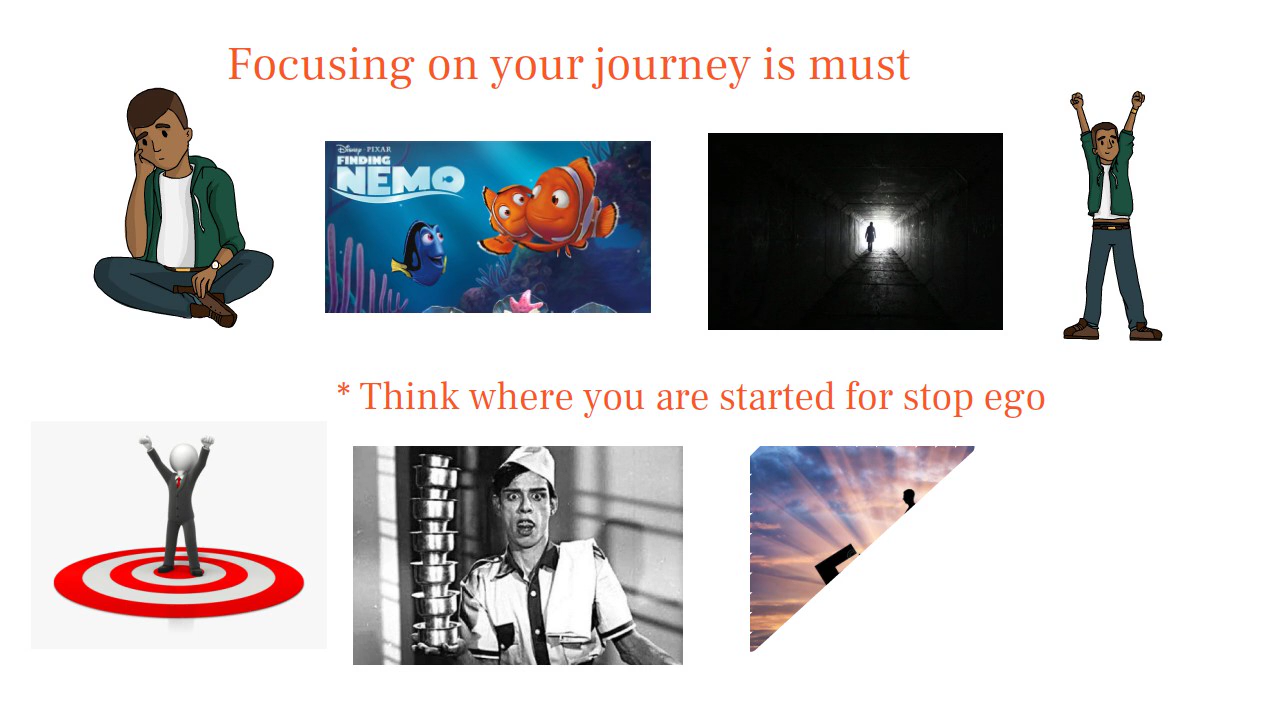 Focusing on your journey is must
Disney · PIXAR
FINDING
NEMO
* Think where you are started for stop ego